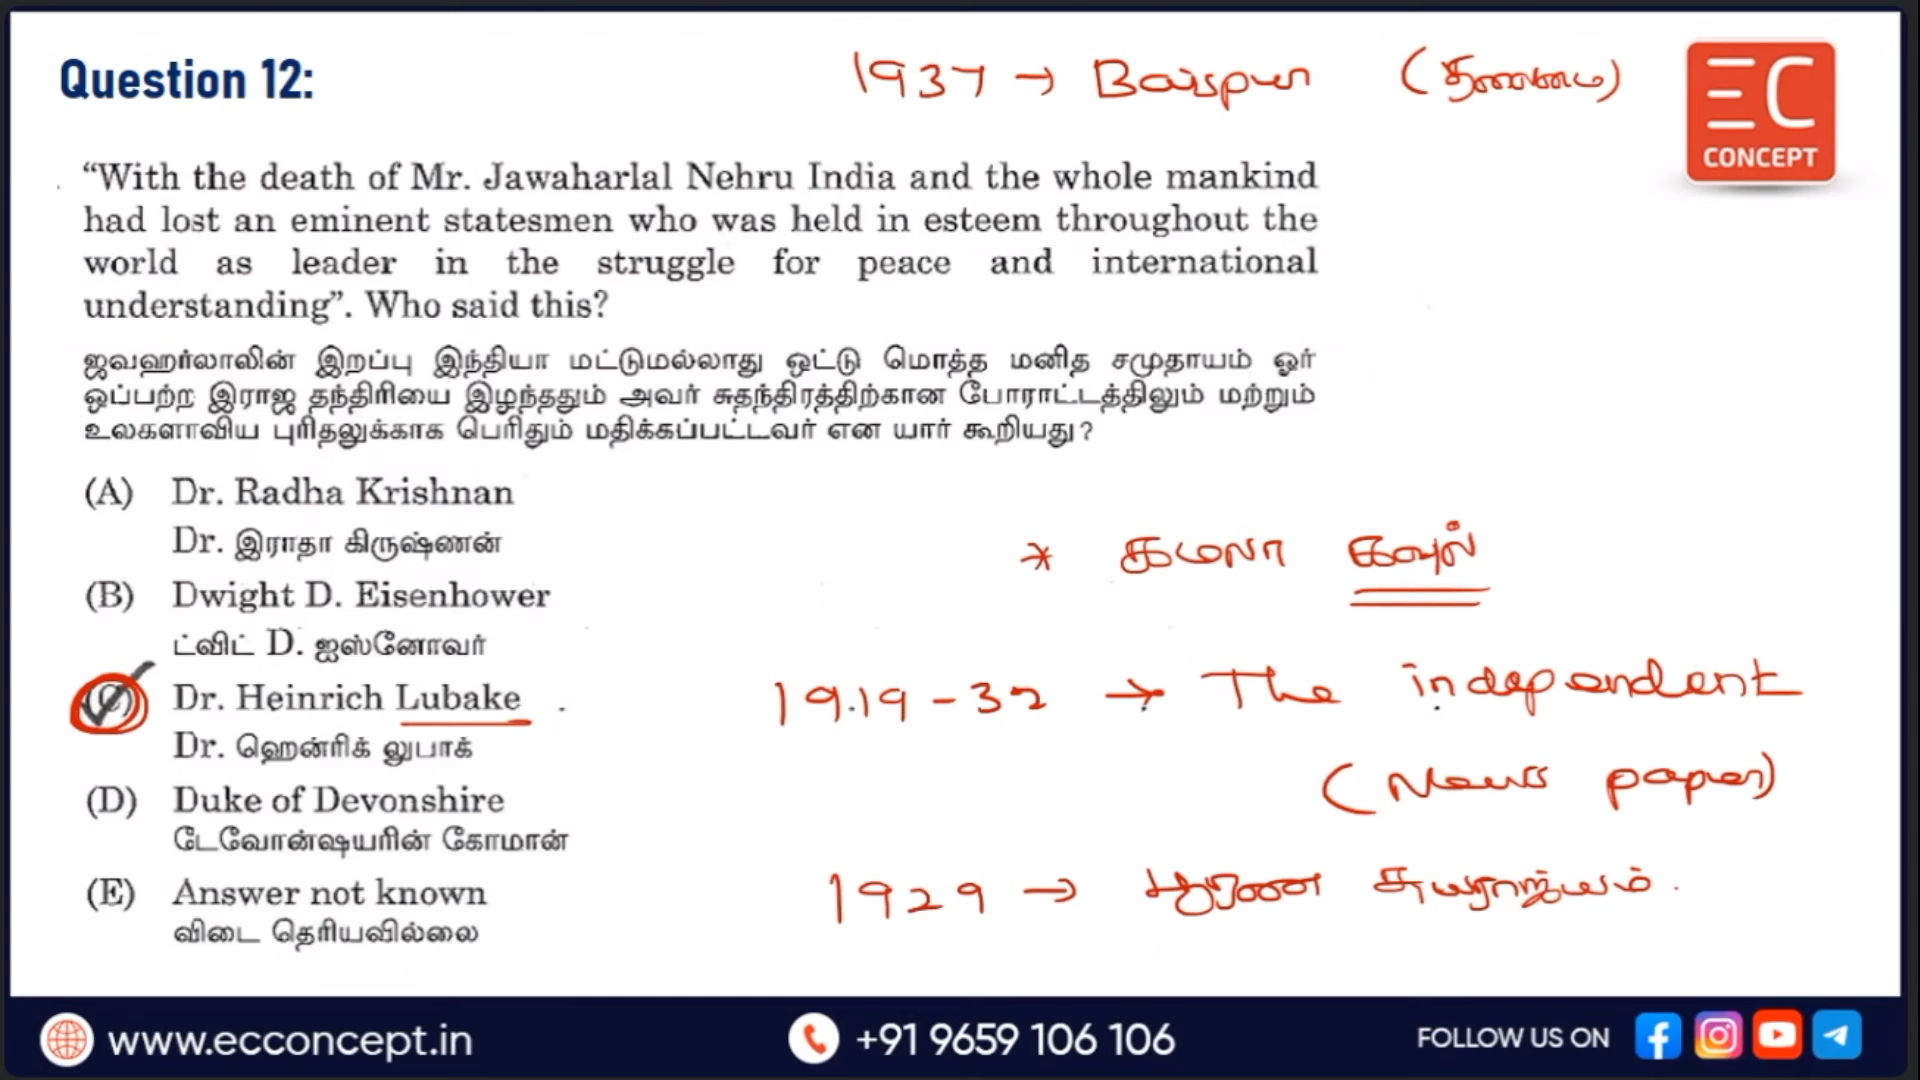 Question 12:
1937 → Baispur (தலைமை)
EC
CONCEPT
“With the death of Mr. Jawaharlal Nehru India and the whole mankind
had lost an eminent statesmen who was held in esteem throughout the
world as leader in the struggle for peace and international
understanding”. Who said this?
ஜவஹர்லாலின் இறப்பு இந்தியா மட்டுமல்லாது ஒட்டு மொத்த மனித சமுதாயம் ஓர்
ஒப்பற்ற இராஜ தந்திரியை இழந்ததும் அவர் சுதந்திரத்திற்கான போராட்டத்திலும் மற்றும்
உலகளாவிய புரிதலுக்காக பெரிதும் மதிக்கப்பட்டவர் என யார் கூறியது?
(A) Dr. Radha Krishnan
Dr. இராதா கிருஷ்ணன்
* கமலா கவுல்
(B) Dwight D. Eisenhower
ட்விட் D. ஐஸ்னோவர்
(C) Dr. Heinrich Lubake
1919-32 → The independent
Dr. ஹென்ரிக் லுபாக்
(News paper)
(D) Duke of Devonshire
டேவோன்ஷயரின் கோமான்
(E) Answer not known
1929 → பூரண சுயராஜ்யம்.
விடை தெரியவில்லை
www.ecconcept.in +91 9659 106 106 FOLLOW US ON